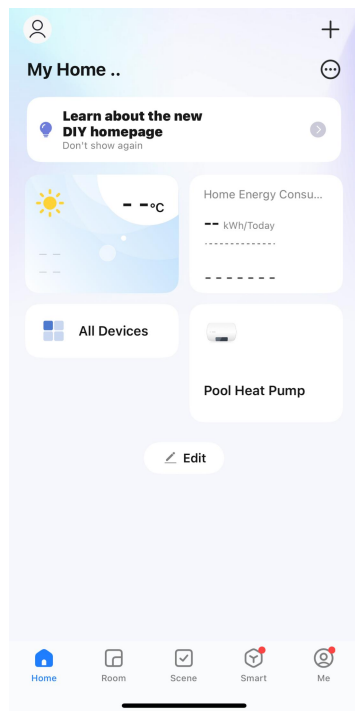 My Home ..
Learn about the new
DIY homepage
Don't show again
- -°C
- -
- -
Home Energy Consu...
-- kWh/Today
- - - - - - -
All Devices
Pool Heat Pump
Edit
Home
Room
Scene
Smart
Me